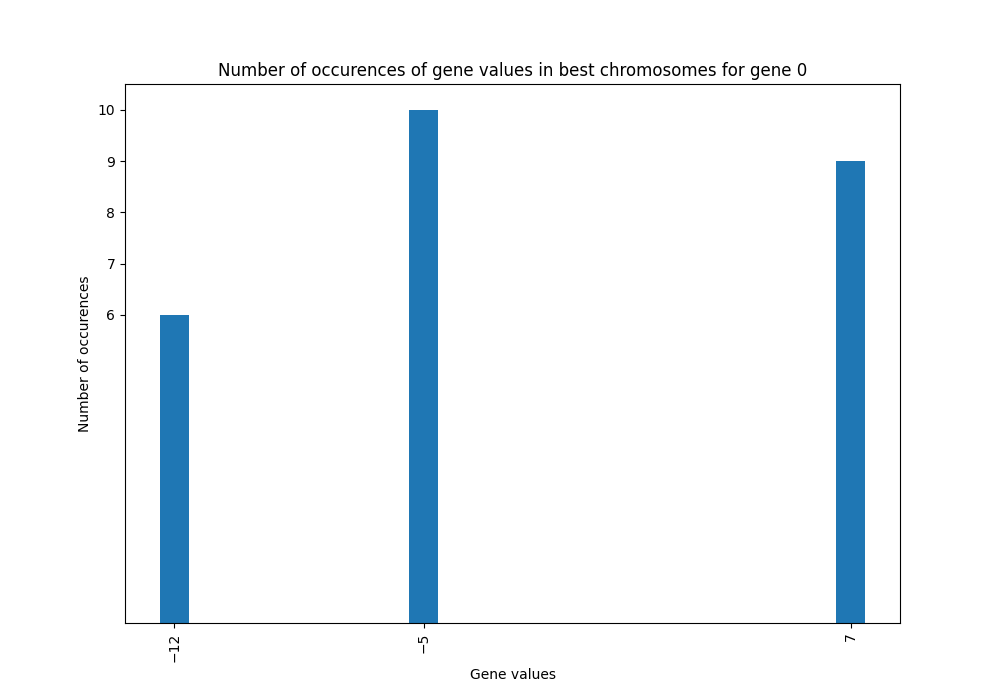 Number of occurences of gene values in best chromosomes for gene 0
10
9
8
7
6
Number of occurences
−12
−5
7
Gene values